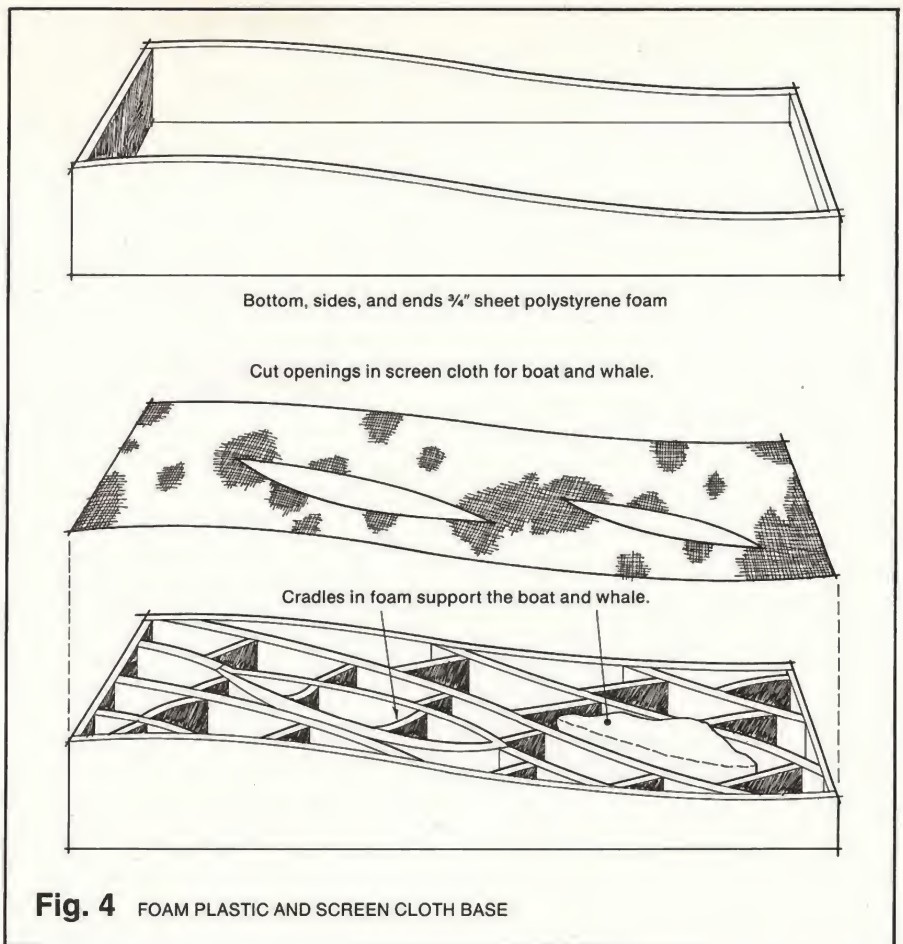 Bottom, sides, and ends ¾" sheet polystyrene foam
Cut openings in screen cloth for boat and whale.
Cradles in foam support the boat and whale.
Fig. 4 FOAM PLASTIC AND SCREEN CLOTH BASE